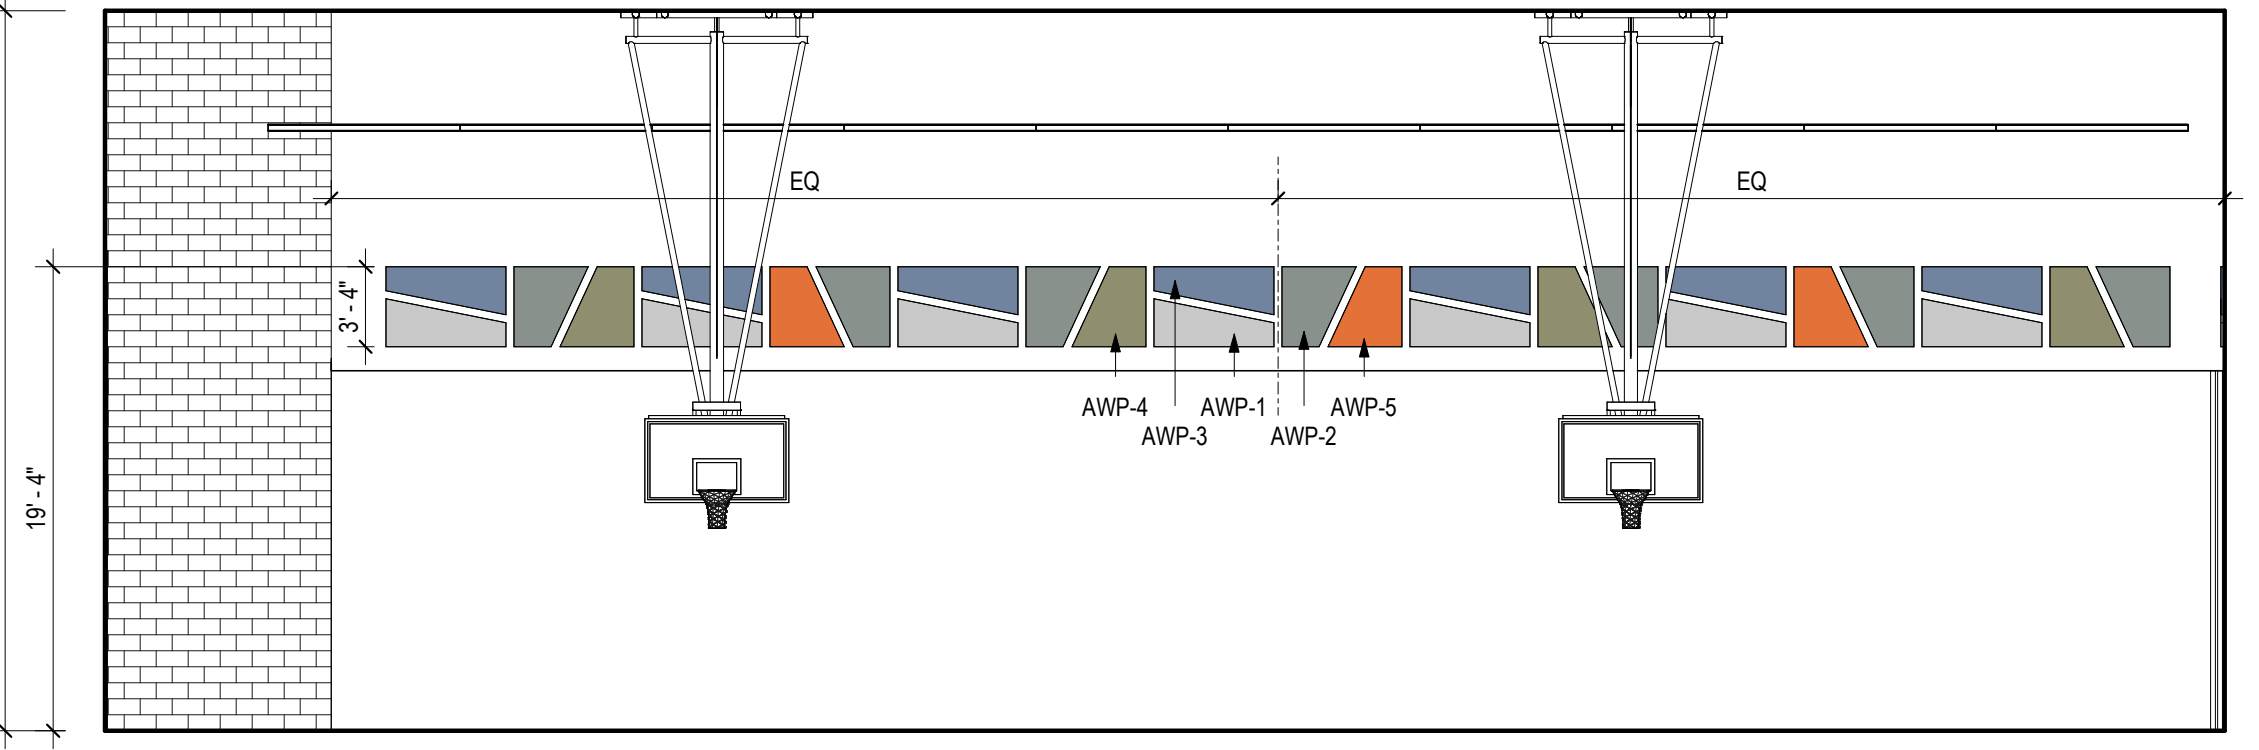 EQ
EQ
3' - 4"
19' - 4"
AWP-4
AWP-3
AWP-1
AWP-2
AWP-5